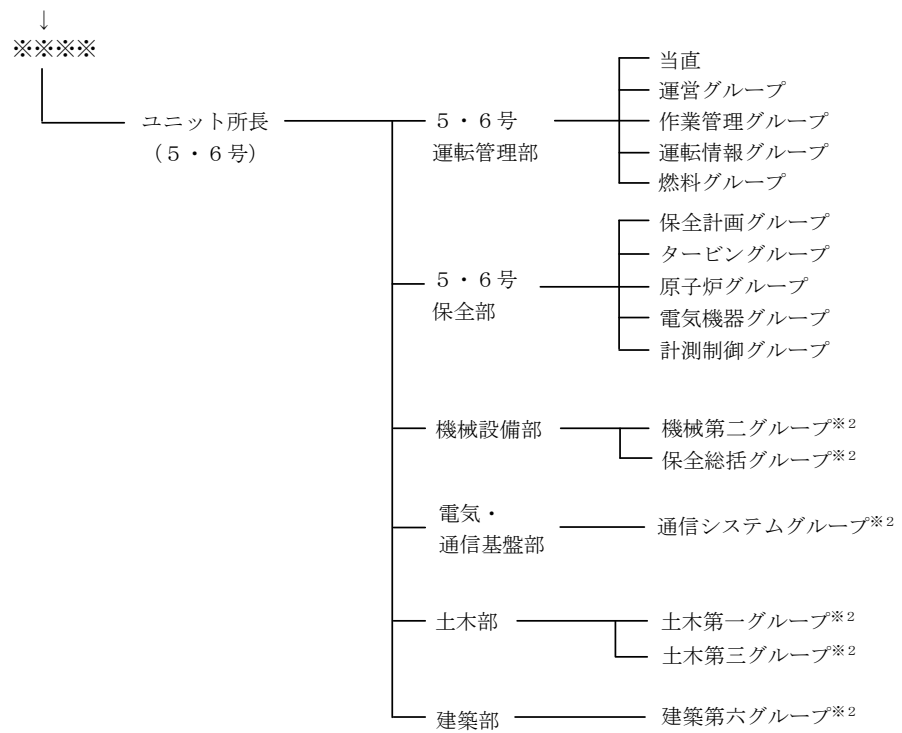 ↓
※※※※
ユニット所長
（５・６号）
５・６号
運転管理部
当直
運営グループ
作業管理グループ
運転情報グループ
燃料グループ
５・６号
保全部
保全計画グループ
タービングループ
原子炉グループ
電気機器グループ
計測制御グループ
機械設備部
機械第二グループ※2
保全総括グループ※2
電気・
通信基盤部
通信システムグループ※2
土木部
土木第一グループ※2
土木第三グループ※2
建築部
建築第六グループ※2